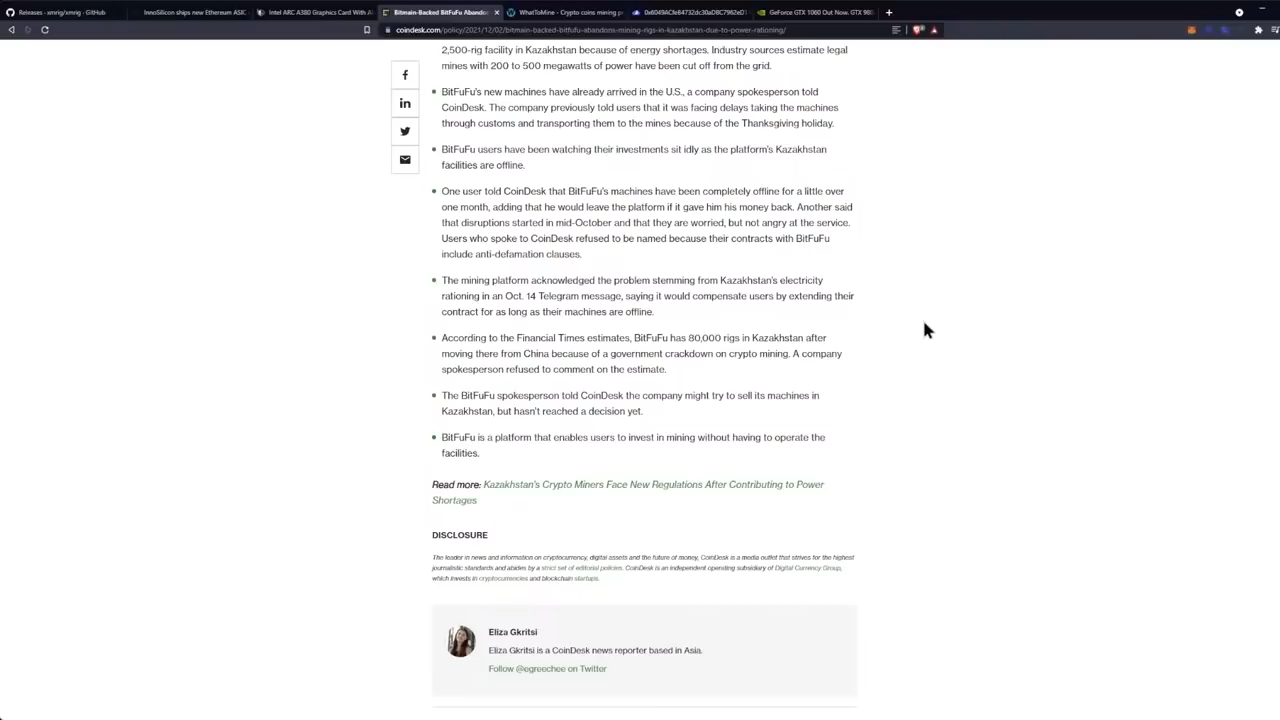 Releases · xmrig/xmrig · GitHub
InnoSilicon ships new Ethereum ASIC
Intel ARC A380 Graphics Card With A
Bitmain-Backed BitFuFu Abandon
WhatToMine - Crypto coins mining p
GeForce GTX 1060 Out Now. GTX 980
coindesk.com/policy/2021/12/02/bitmain-backed-bitfufu-abandons-mining-rigs-in-kazakhstan-due-to-power-rationing/
2,500-rig facility in Kazakhstan because of energy shortages. Industry sources estimate legal
mines with 200 to 500 megawatts of power have been cut off from the grid.
BitFuFu's new machines have already arrived in the U.S., a company spokesperson told
CoinDesk. The company previously told users that it was facing delays taking the machines
through customs and transporting them to the mines because of the Thanksgiving holiday.
BitFuFu users have been watching their investments sit idly as the platform's Kazakhstan
facilities are offline.
One user told CoinDesk that BitFuFu's machines have been completely offline for a little over
one month, adding that he would leave the platform if it gave him his money back. Another said
that disruptions started in mid-October and that they are worried, but not angry at the service.
Users who spoke to CoinDesk refused to be named because their contracts with BitFuFu
include anti-defamation clauses.
The mining platform acknowledged the problem stemming from Kazakhstan's electricity
rationing in an Oct. 14 Telegram message, saying it would compensate users by extending their
contract for as long as their machines are offline.
According to the Financial Times estimates, BitFuFu has 80,000 rigs in Kazakhstan after
moving there from China because of a government crackdown on crypto mining. A company
spokesperson refused to comment on the estimate.
The BitFuFu spokesperson told CoinDesk the company might try to sell its machines in
Kazakhstan, but hasn't reached a decision yet.
BitFuFu is a platform that enables users to invest in mining without having to operate the
facilities.
Read more: Kazakhstan's Crypto Miners Face New Regulations After Contributing to Power
Shortages
DISCLOSURE
The leader in news and information on cryptocurrency, digital assets and the future of money, CoinDesk is a media outlet that strives for the highest
journalistic standards and abides by a strict set of editorial policies. CoinDesk is an independent operating subsidiary of Digital Currency Group,
which invests in cryptocurrencies and blockchain startups.
Eliza Gkritsi
Eliza Gkritsi is a CoinDesk news reporter based in Asia.
Follow @egreechee on Twitter